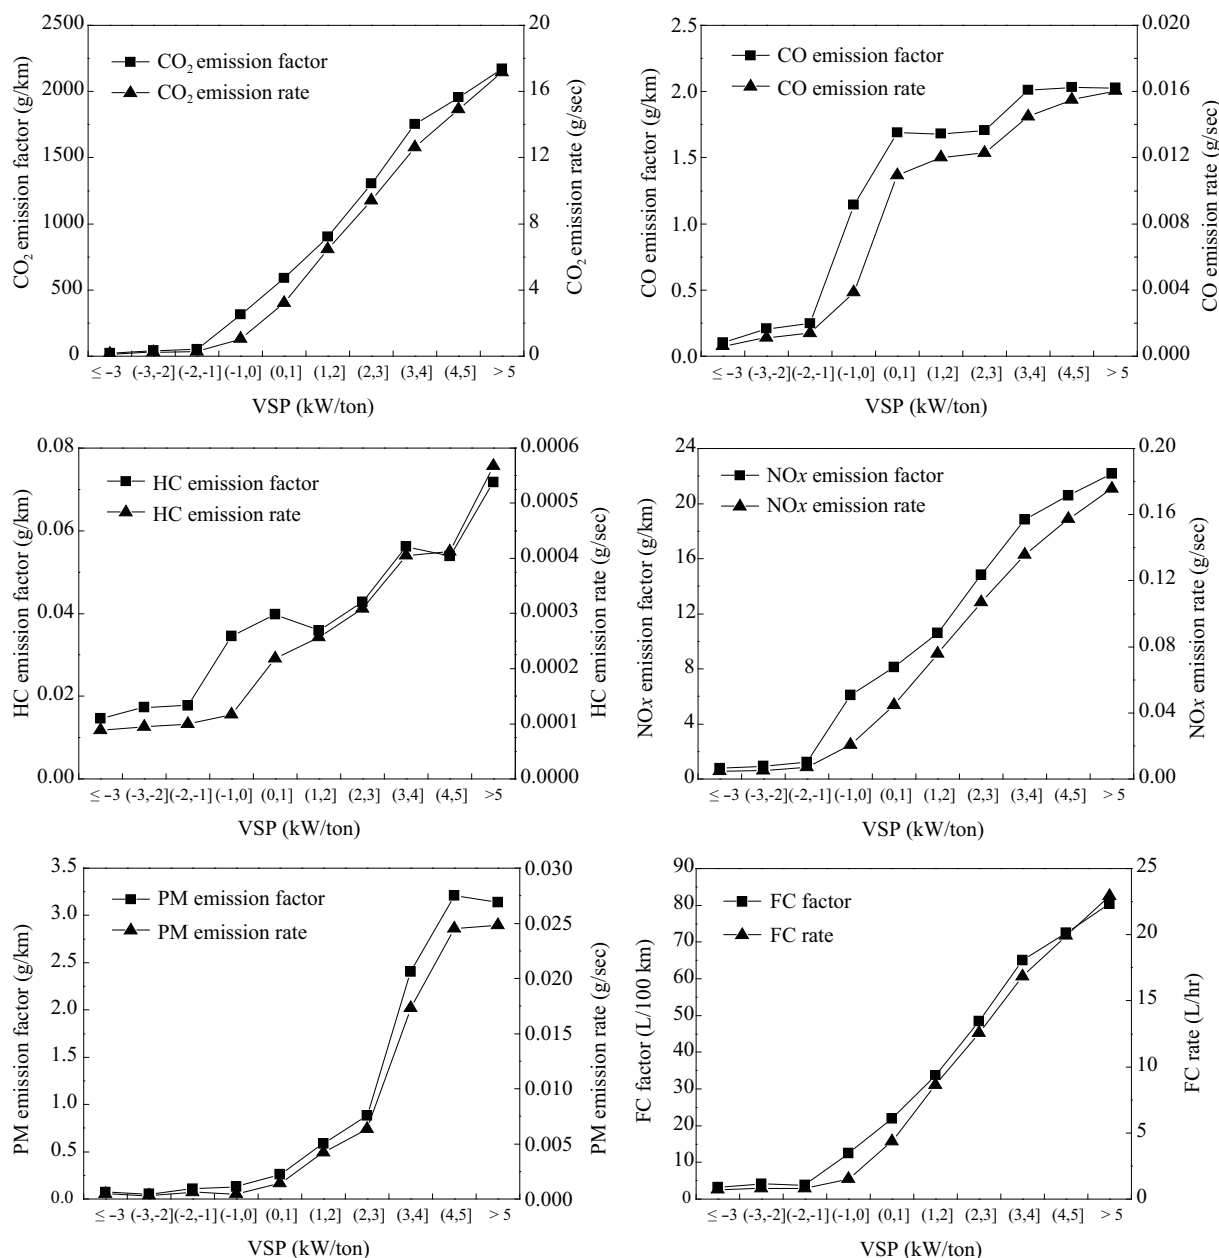 2500
2000
1500
1000
500
0
CO2 emission factor (g/km)
CO2 emission factor
CO2 emission rate
20
16
12
8
4
0
CO2 emission rate (g/sec)
≤ –3 (-3,-2] (-2,-1] (-1,0] (0,1] (1,2] (2,3] (3,4] (4,5] > 5
VSP (kW/ton)
2.5
2.0
1.5
1.0
0.5
0.0
CO emission factor (g/km)
CO emission factor
CO emission rate
0.020
0.016
0.012
0.008
0.004
0.000
CO emission rate (g/sec)
≤ –3 (-3,-2] (-2,-1] (-1,0] (0,1] (1,2] (2,3] (3,4] (4,5] > 5
VSP (kW/ton)
0.08
0.06
0.04
0.02
0.00
HC emission factor (g/km)
HC emission factor
HC emission rate
0.0006
0.0005
0.0004
0.0003
0.0002
0.0001
0.0000
HC emission rate (g/sec)
≤ –3 (-3,-2] (-2,-1] (-1,0] (0,1] (1,2] (2,3] (3,4] (4,5] >5
VSP (kW/ton)
24
20
16
12
8
4
0
NOx emission factor (g/km)
NOx emission factor
NOx emission rate
0.20
0.16
0.12
0.08
0.04
0.00
NOx emission rate (g/sec)
≤ –3 (-3,-2] (-2,-1] (-1,0] (0,1] (1,2] (2,3] (3,4] (4,5] > 5
VSP (kW/ton)
3.5
3.0
2.5
2.0
1.5
1.0
0.5
0.0
PM emission factor (g/km)
PM emission factor
PM emission rate
0.030
0.025
0.020
0.015
0.010
0.005
0.000
PM emission rate (g/sec)
≤ –3 (-3,-2] (-2,-1] (-1,0] (0,1] (1,2] (2,3] (3,4] (4,5] > 5
VSP (kW/ton)
90
80
70
60
50
40
30
20
10
0
FC factor (L/100 km)
FC factor
FC rate
25
20
15
10
5
0
FC rate (L/hr)
≤ –3 (-3,-2] (-2,-1] (-1,0] (0,1] (1,2] (2,3] (3,4] (4,5] > 5
VSP (kW/ton)